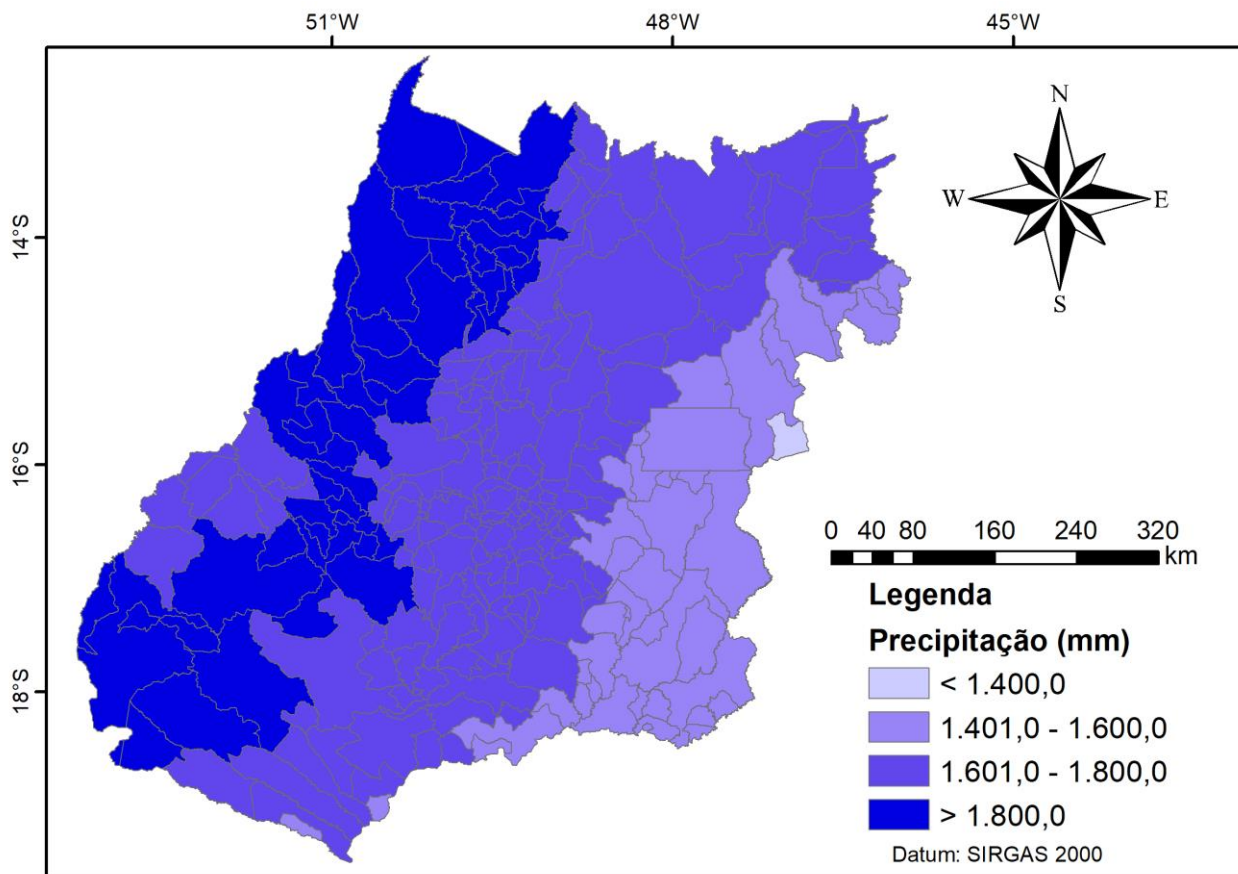 51°W 48°W 45°W
N
W E
S
14°S
16°S
18°S
0 40 80 160 240 320
km
Legenda
Precipitação (mm)
< 1.400,0
1.401,0 - 1.600,0
1.601,0 - 1.800,0
> 1.800,0
Datum: SIRGAS 2000